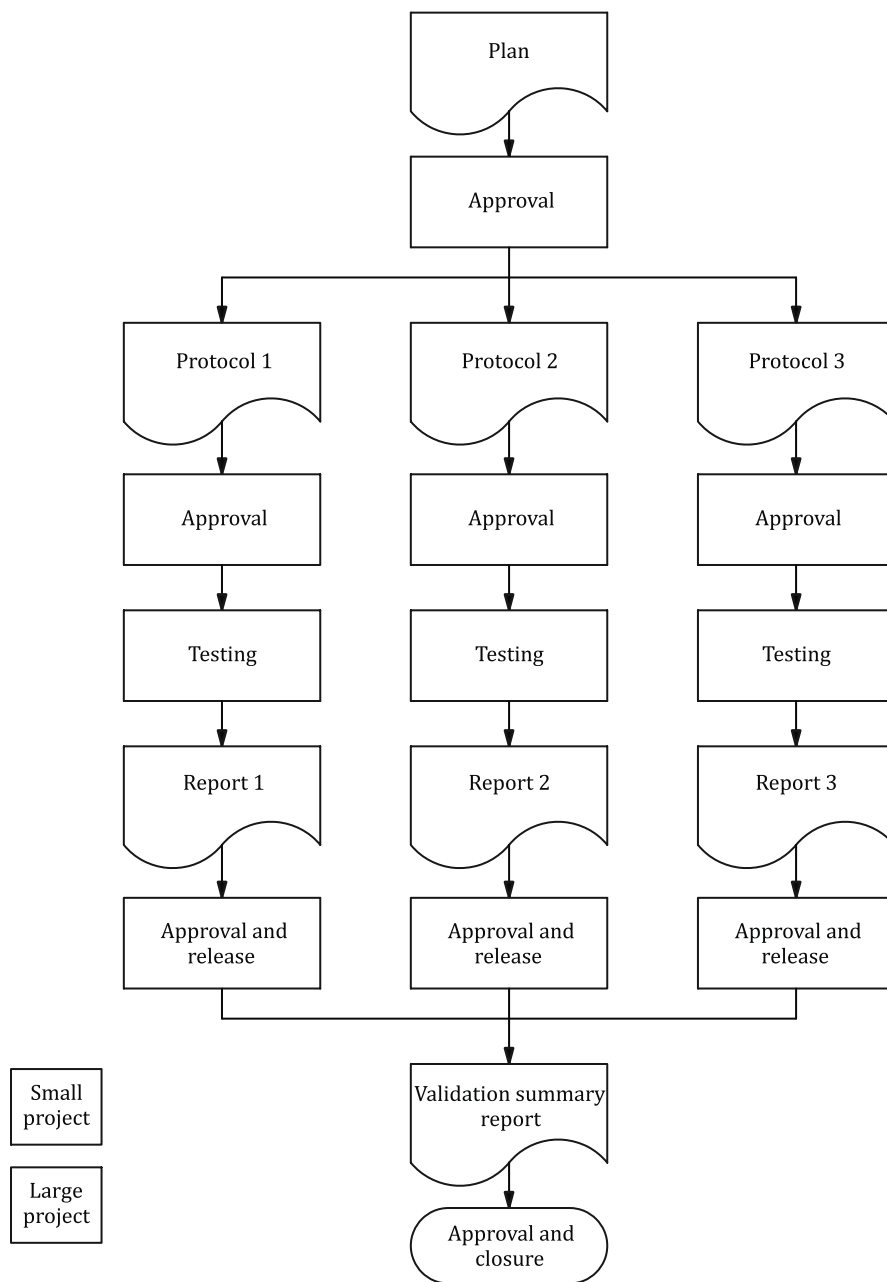 Plan
Approval
Protocol 1
Protocol 2
Protocol 3
Approval
Approval
Approval
Testing
Testing
Testing
Report 1
Report 2
Report 3
Approval and
release
Approval and
release
Approval and
release
Small
project
Large
project
Validation summary
report
Approval and
closure